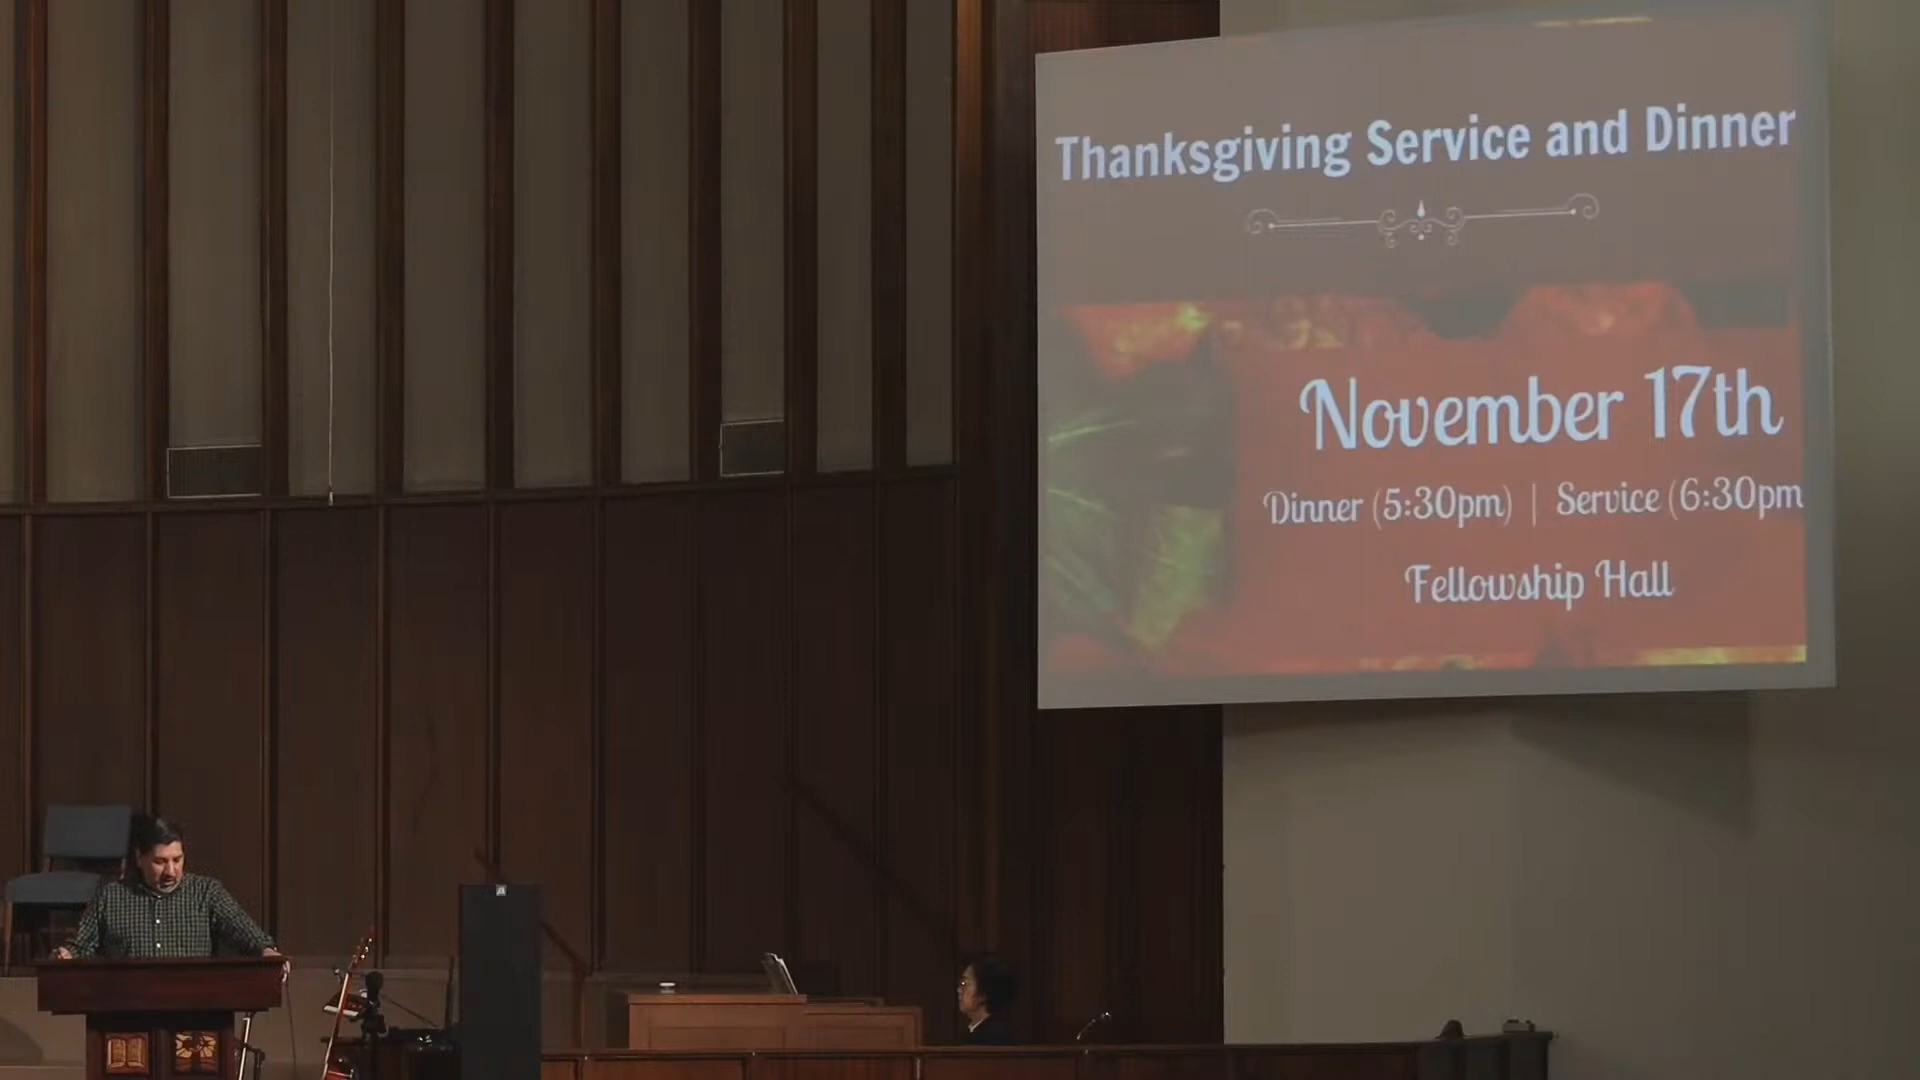 Thanksgiving Service and Dinner
November 17th
Dinner (5:30pm) | Service (6:30pm
Fellowship Hall